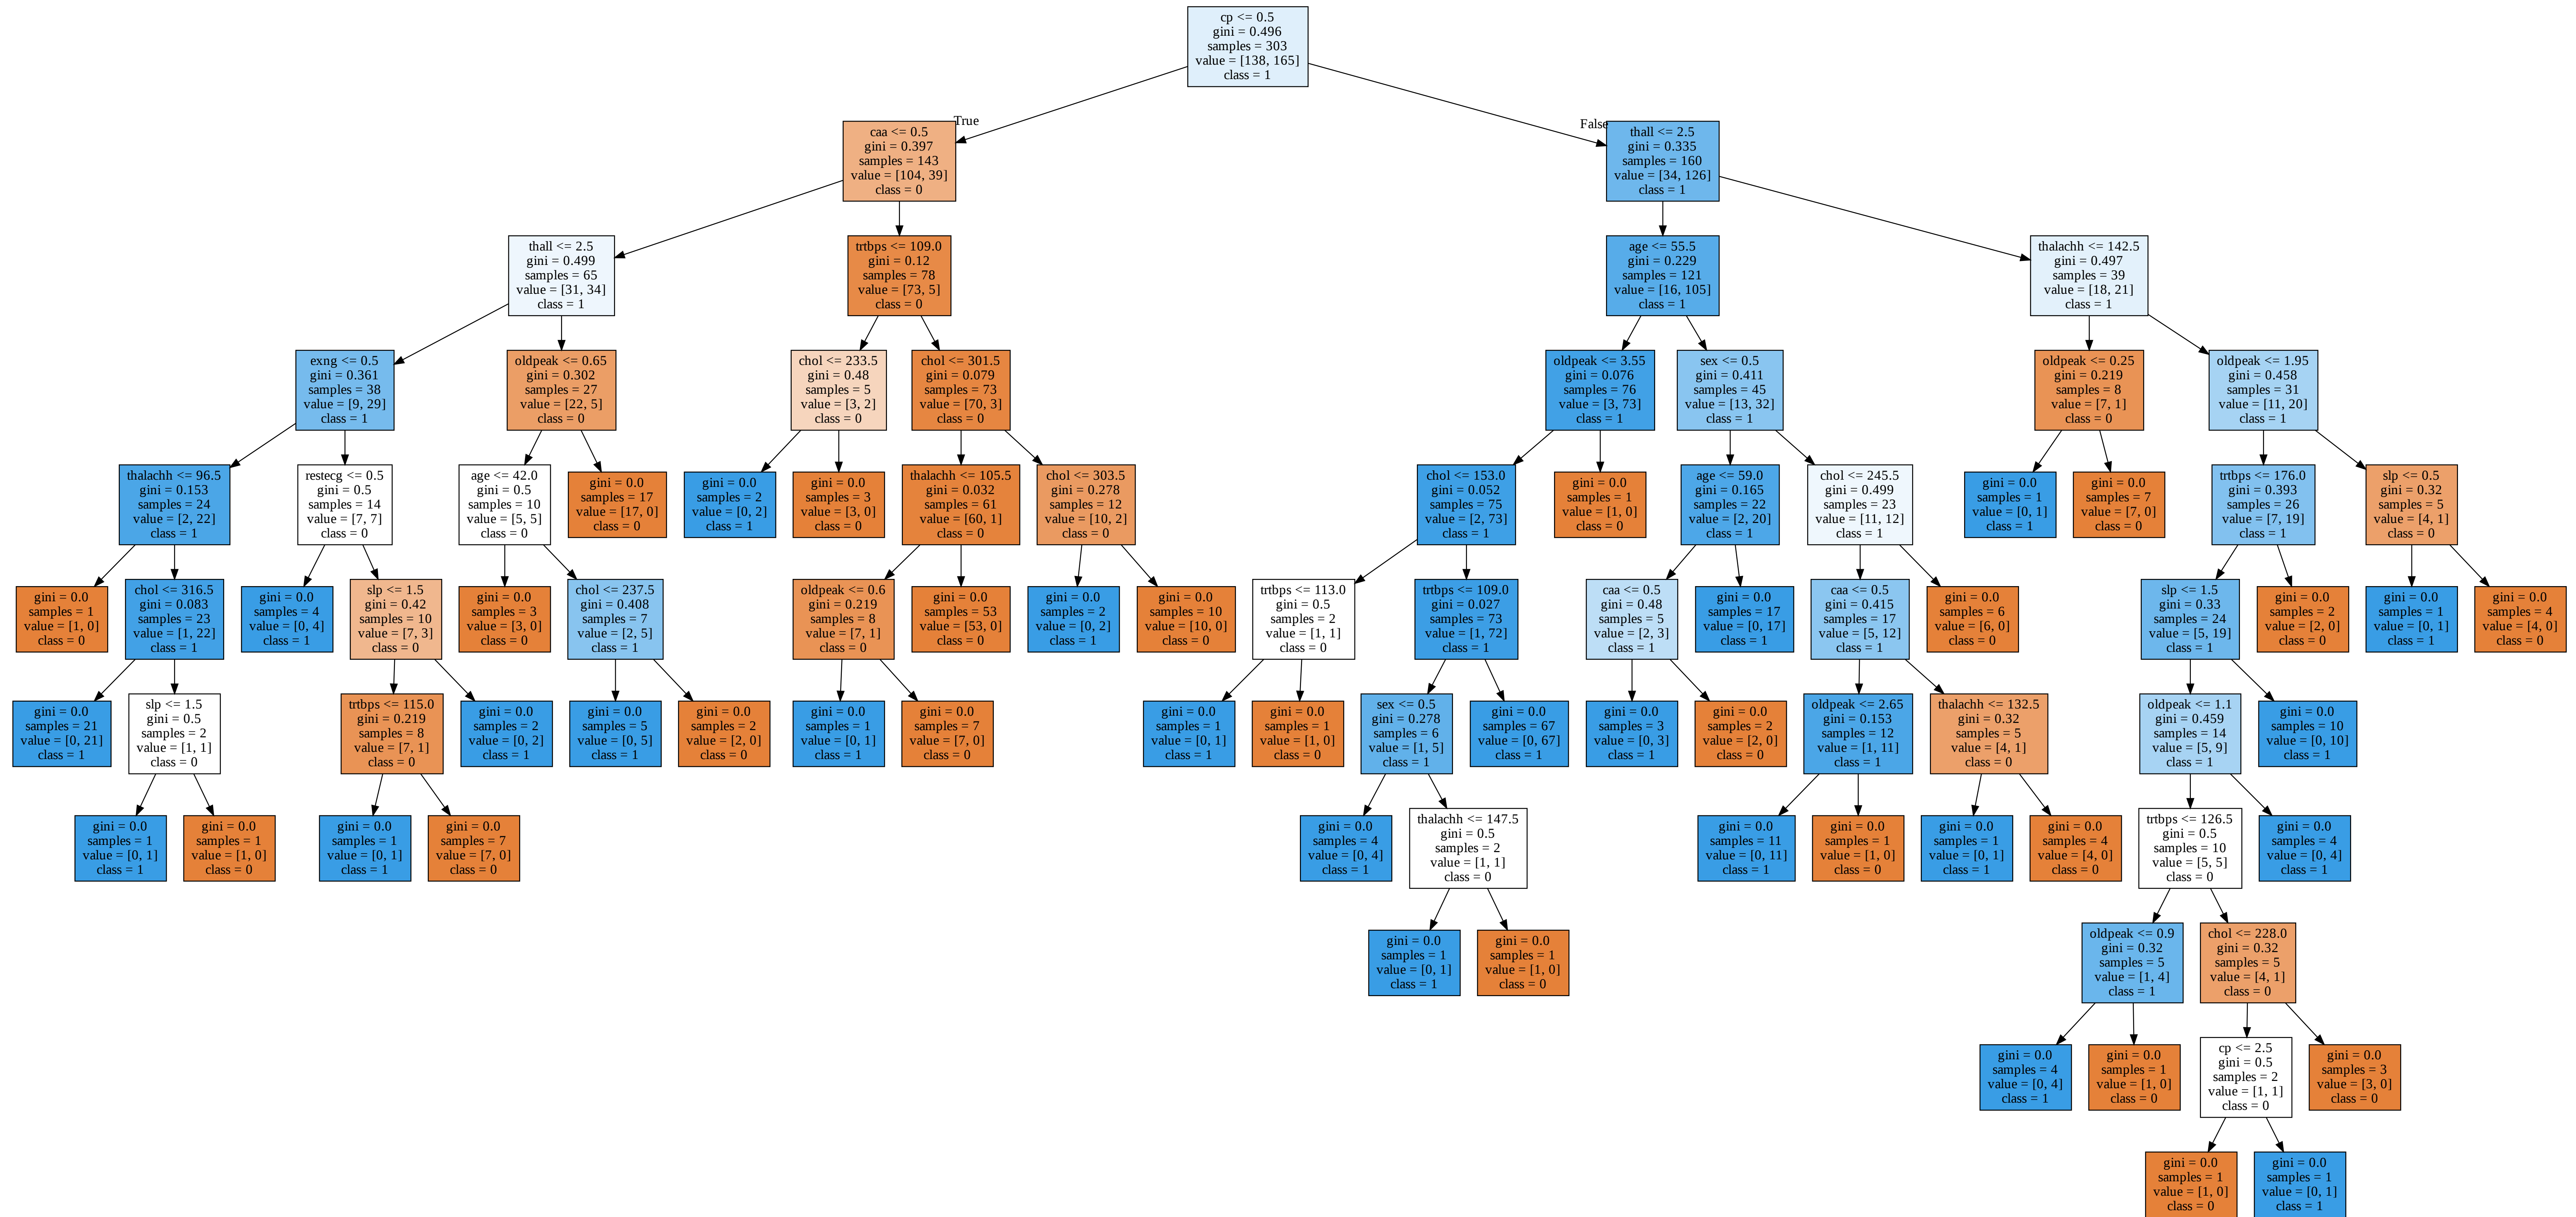 cp <= 0.5
gini = 0.496
samples = 303
value = [138, 165]
class = 1
True
False
caa <= 0.5
gini = 0.397
samples = 143
value = [104, 39]
class = 0
thall <= 2.5
gini = 0.335
samples = 160
value = [34, 126]
class = 1
thall <= 2.5
gini = 0.499
samples = 65
value = [31, 34]
class = 1
trtbps <= 109.0
gini = 0.12
samples = 78
value = [73, 5]
class = 0
age <= 55.5
gini = 0.229
samples = 121
value = [16, 105]
class = 1
thalachh <= 142.5
gini = 0.497
samples = 39
value = [18, 21]
class = 1
exng <= 0.5
gini = 0.361
samples = 38
value = [9, 29]
class = 1
oldpeak <= 0.65
gini = 0.302
samples = 27
value = [22, 5]
class = 0
chol <= 233.5
gini = 0.48
samples = 5
value = [3, 2]
class = 0
chol <= 301.5
gini = 0.079
samples = 73
value = [70, 3]
class = 0
oldpeak <= 3.55
gini = 0.076
samples = 76
value = [3, 73]
class = 1
sex <= 0.5
gini = 0.411
samples = 45
value = [13, 32]
class = 1
oldpeak <= 0.25
gini = 0.219
samples = 8
value = [7, 1]
class = 0
oldpeak <= 1.95
gini = 0.458
samples = 31
value = [11, 20]
class = 1
thalachh <= 96.5
gini = 0.153
samples = 24
value = [2, 22]
class = 1
restecg <= 0.5
gini = 0.5
samples = 14
value = [7, 7]
class = 0
age <= 42.0
gini = 0.5
samples = 10
value = [5, 5]
class = 0
gini = 0.0
samples = 17
value = [17, 0]
class = 0
gini = 0.0
samples = 2
value = [0, 2]
class = 1
gini = 0.0
samples = 3
value = [3, 0]
class = 0
thalachh <= 105.5
gini = 0.032
samples = 61
value = [60, 1]
class = 0
chol <= 303.5
gini = 0.278
samples = 12
value = [10, 2]
class = 0
chol <= 153.0
gini = 0.052
samples = 75
value = [2, 73]
class = 1
gini = 0.0
samples = 1
value = [1, 0]
class = 0
age <= 59.0
gini = 0.165
samples = 22
value = [2, 20]
class = 1
chol <= 245.5
gini = 0.499
samples = 23
value = [11, 12]
class = 1
gini = 0.0
samples = 1
value = [0, 1]
class = 1
gini = 0.0
samples = 7
value = [7, 0]
class = 0
trtbps <= 176.0
gini = 0.393
samples = 26
value = [7, 19]
class = 1
slp <= 0.5
gini = 0.32
samples = 5
value = [4, 1]
class = 0
gini = 0.0
samples = 1
value = [1, 0]
class = 0
chol <= 316.5
gini = 0.083
samples = 23
value = [1, 22]
class = 1
gini = 0.0
samples = 4
value = [0, 4]
class = 1
slp <= 1.5
gini = 0.42
samples = 10
value = [7, 3]
class = 0
gini = 0.0
samples = 3
value = [3, 0]
class = 0
chol <= 237.5
gini = 0.408
samples = 7
value = [2, 5]
class = 1
oldpeak <= 0.6
gini = 0.219
samples = 8
value = [7, 1]
class = 0
gini = 0.0
samples = 53
value = [53, 0]
class = 0
gini = 0.0
samples = 2
value = [0, 2]
class = 1
gini = 0.0
samples = 10
value = [10, 0]
class = 0
trtbps <= 113.0
gini = 0.5
samples = 2
value = [1, 1]
class = 0
trtbps <= 109.0
gini = 0.027
samples = 73
value = [1, 72]
class = 1
caa <= 0.5
gini = 0.48
samples = 5
value = [2, 3]
class = 1
gini = 0.0
samples = 17
value = [0, 17]
class = 1
caa <= 0.5
gini = 0.415
samples = 17
value = [5, 12]
class = 1
gini = 0.0
samples = 6
value = [6, 0]
class = 0
slp <= 1.5
gini = 0.33
samples = 24
value = [5, 19]
class = 1
gini = 0.0
samples = 2
value = [2, 0]
class = 0
gini = 0.0
samples = 1
value = [0, 1]
class = 1
gini = 0.0
samples = 4
value = [4, 0]
class = 0
gini = 0.0
samples = 21
value = [0, 21]
class = 1
slp <= 1.5
gini = 0.5
samples = 2
value = [1, 1]
class = 0
trtbps <= 115.0
gini = 0.219
samples = 8
value = [7, 1]
class = 0
gini = 0.0
samples = 2
value = [0, 2]
class = 1
gini = 0.0
samples = 5
value = [0, 5]
class = 1
gini = 0.0
samples = 2
value = [2, 0]
class = 0
gini = 0.0
samples = 1
value = [0, 1]
class = 1
gini = 0.0
samples = 7
value = [7, 0]
class = 0
gini = 0.0
samples = 1
value = [0, 1]
class = 1
gini = 0.0
samples = 1
value = [1, 0]
class = 0
sex <= 0.5
gini = 0.278
samples = 6
value = [1, 5]
class = 1
gini = 0.0
samples = 67
value = [0, 67]
class = 1
gini = 0.0
samples = 3
value = [0, 3]
class = 1
gini = 0.0
samples = 2
value = [2, 0]
class = 0
oldpeak <= 2.65
gini = 0.153
samples = 12
value = [1, 11]
class = 1
thalachh <= 132.5
gini = 0.32
samples = 5
value = [4, 1]
class = 0
oldpeak <= 1.1
gini = 0.459
samples = 14
value = [5, 9]
class = 1
gini = 0.0
samples = 10
value = [0, 10]
class = 1
gini = 0.0
samples = 1
value = [0, 1]
class = 1
gini = 0.0
samples = 1
value = [1, 0]
class = 0
gini = 0.0
samples = 1
value = [0, 1]
class = 1
gini = 0.0
samples = 7
value = [7, 0]
class = 0
gini = 0.0
samples = 4
value = [0, 4]
class = 1
thalachh <= 147.5
gini = 0.5
samples = 2
value = [1, 1]
class = 0
gini = 0.0
samples = 11
value = [0, 11]
class = 1
gini = 0.0
samples = 1
value = [1, 0]
class = 0
gini = 0.0
samples = 1
value = [0, 1]
class = 1
gini = 0.0
samples = 4
value = [4, 0]
class = 0
trtbps <= 126.5
gini = 0.5
samples = 10
value = [5, 5]
class = 0
gini = 0.0
samples = 4
value = [0, 4]
class = 1
gini = 0.0
samples = 1
value = [0, 1]
class = 1
gini = 0.0
samples = 1
value = [1, 0]
class = 0
oldpeak <= 0.9
gini = 0.32
samples = 5
value = [1, 4]
class = 1
chol <= 228.0
gini = 0.32
samples = 5
value = [4, 1]
class = 0
gini = 0.0
samples = 4
value = [0, 4]
class = 1
gini = 0.0
samples = 1
value = [1, 0]
class = 0
cp <= 2.5
gini = 0.5
samples = 2
value = [1, 1]
class = 0
gini = 0.0
samples = 3
value = [3, 0]
class = 0
gini = 0.0
samples = 1
value = [1, 0]
class = 0
gini = 0.0
samples = 1
value = [0, 1]
class = 1